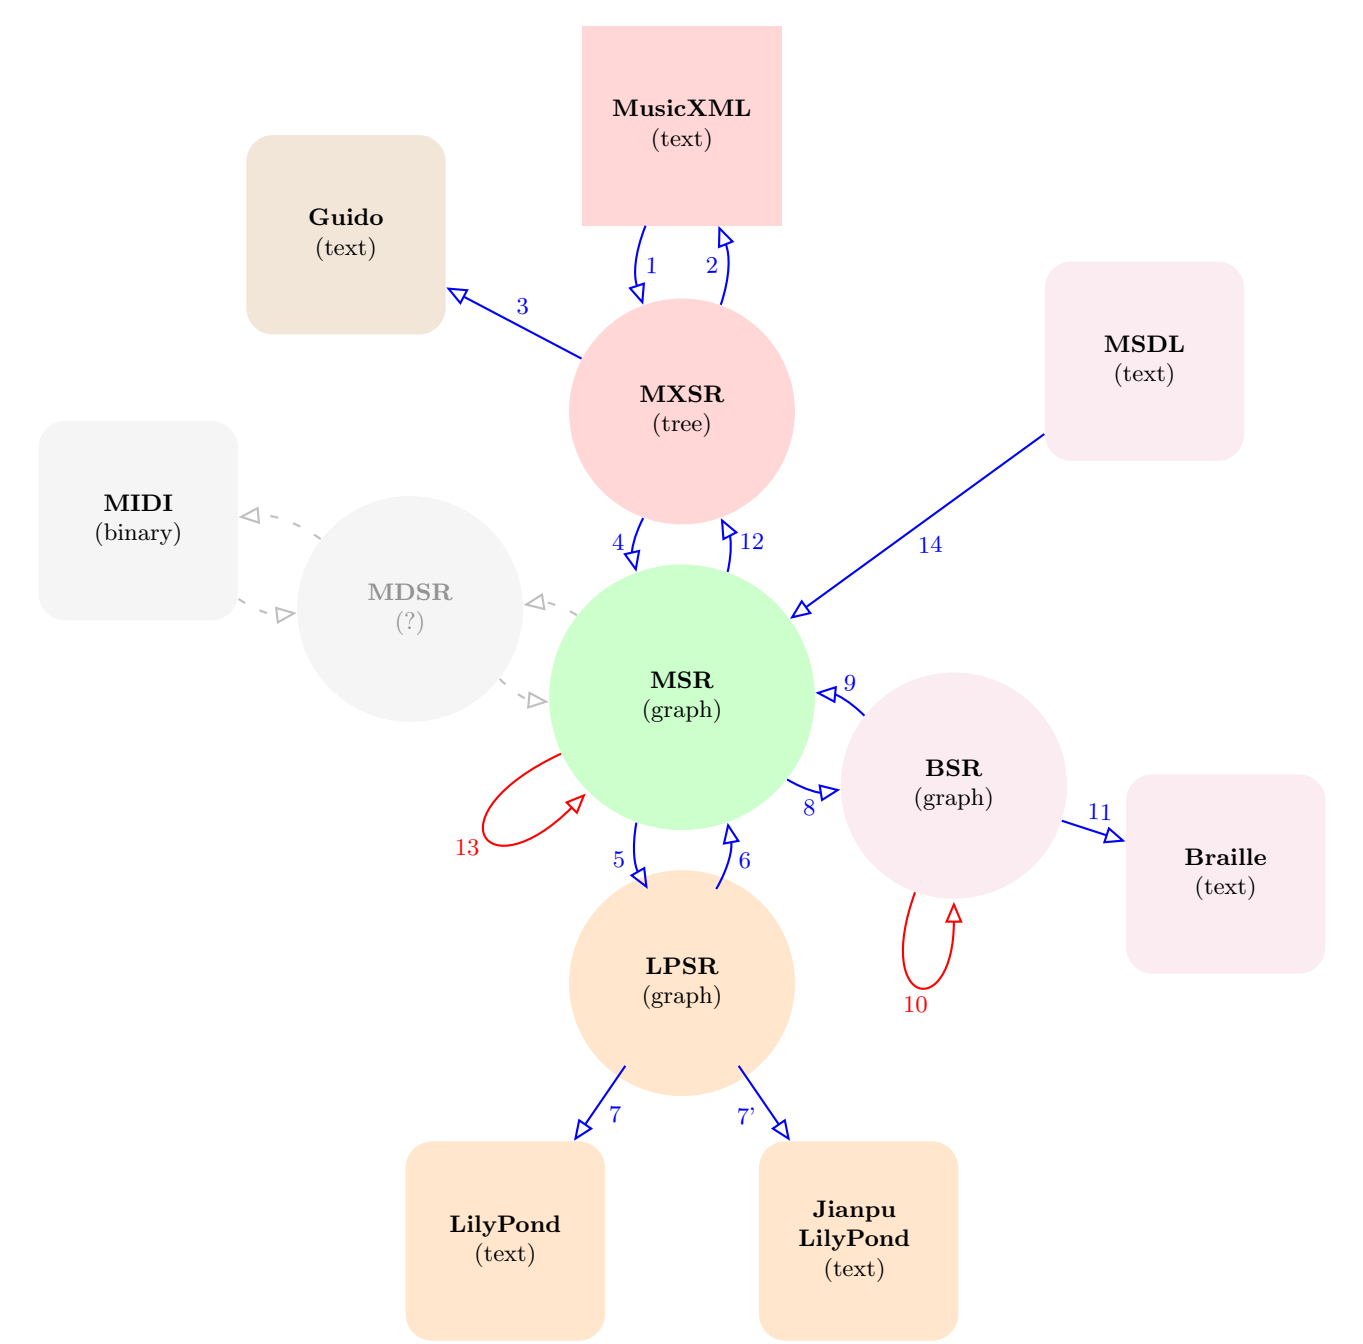 MusicXML
(text)
Guido
(text)
1
2
3
MSDL
(text)
MXSR
(tree)
MIDI
(binary)
4
12
14
MDSR
(?)
MSR
(graph)
9
BSR
(graph)
8
11
13
5
6
Braille
(text)
LPSR
(graph)
10
7
7'
LilyPond
(text)
Jianpu
LilyPond
(text)